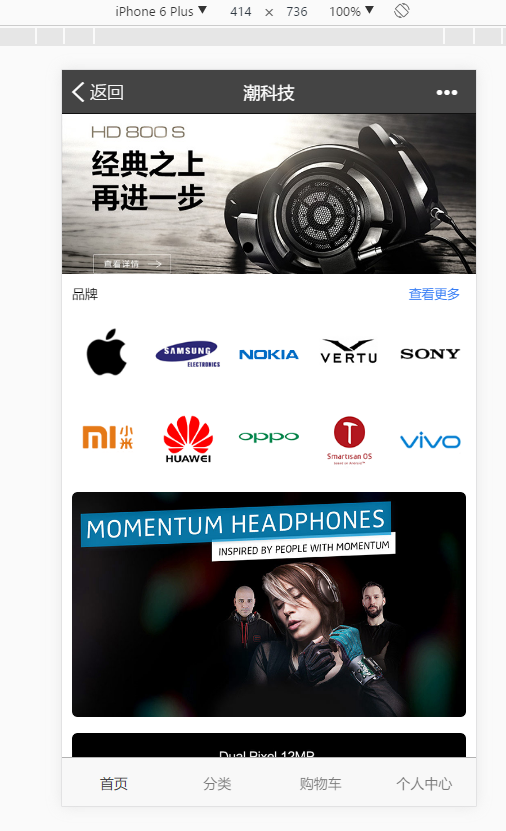 iPhone 6 Plus ▼ 414 × 736 100% ▼
返回 潮科技 •••
HD 800 S
经典之上
再进一步
查看详情
品牌 查看更多
SAMSUNG
ELECTRONICS
NOKIA
VERTU
SONY
小米
HUAWEI
oppo
Smartisan OS
based on Android™
vivo
MOMENTUM HEADPHONES
INSPIRED BY PEOPLE WITH MOMENTUM
Dual Pixel 12MP
首页 分类 购物车 个人中心